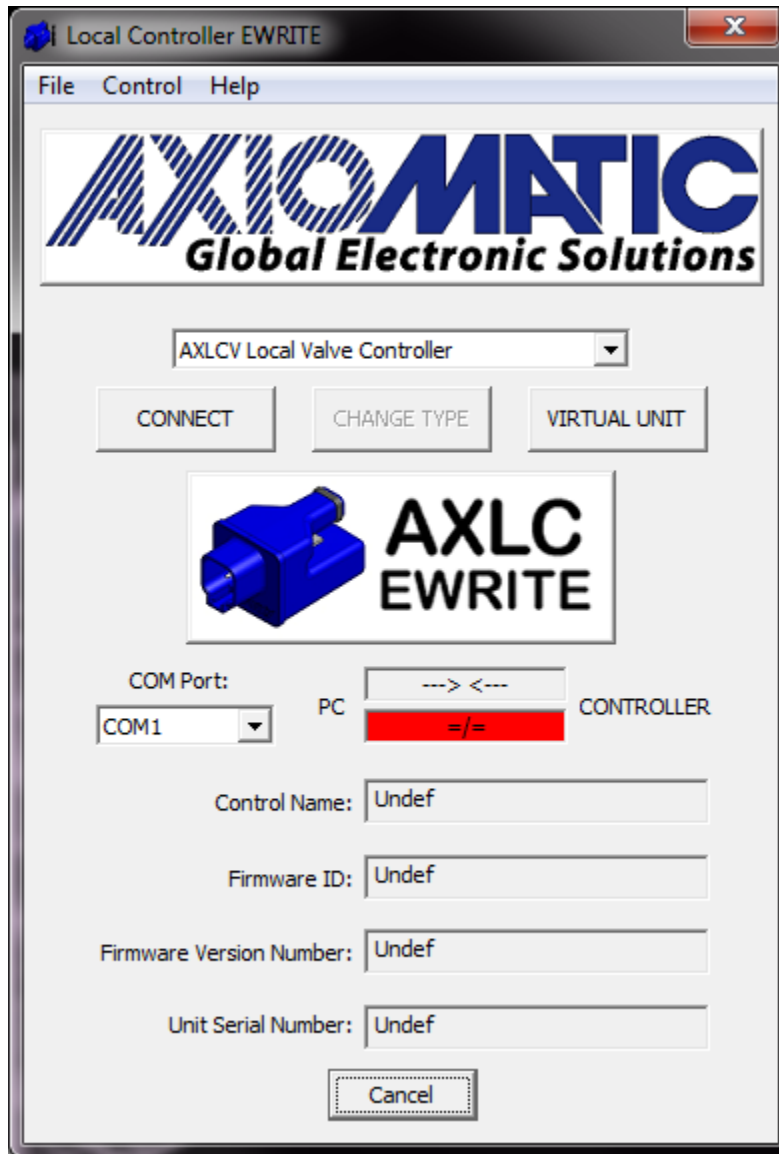 Local Controller EWRITE
File Control Help
AXIOMATIC
Global Electronic Solutions
AXLCV Local Valve Controller
CONNECT CHANGE TYPE VIRTUAL UNIT
AXLC
EWRITE
COM Port:
COM1
PC
---> <---
=/=
CONTROLLER
Control Name: Undef
Firmware ID: Undef
Firmware Version Number: Undef
Unit Serial Number: Undef
Cancel